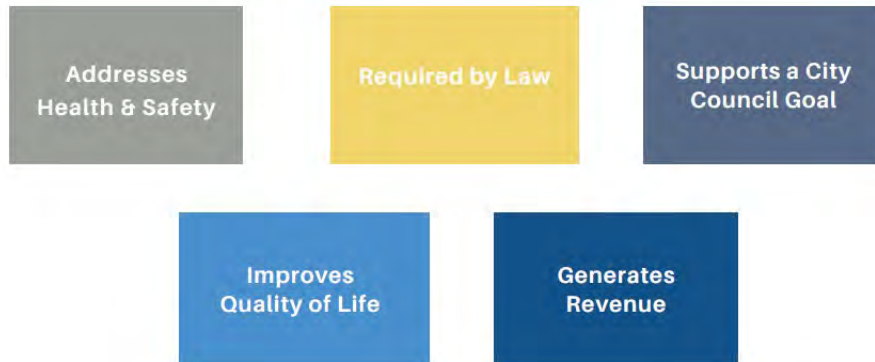 Addresses
Health & Safety
Required by Law
Supports a City
Council Goal
Improves
Quality of Life
Generates
Revenue